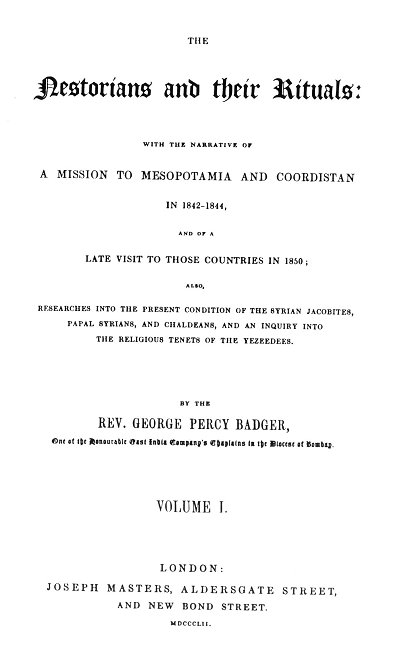 THE
Nestorians and their Rituals:
WITH THE NARRATIVE OF
A MISSION TO MESOPOTAMIA AND COORDISTAN
IN 1842-1844,
AND OF A
LATE VISIT TO THOSE COUNTRIES IN 1850;
ALSO,
RESEARCHES INTO THE PRESENT CONDITION OF THE SYRIAN JACOBITES,
PAPAL SYRIANS, AND CHALDEANS, AND AN INQUIRY INTO
THE RELIGIOUS TENETS OF THE YEZEEDEES.
BY THE
REV. GEORGE PERCY BADGER,
One of the Honourable East India Company's Chaplains in the Diocese of Bombay.
VOLUME I.
LONDON:
JOSEPH MASTERS, ALDERSGATE STREET,
AND NEW BOND STREET.
MDCCCLII.